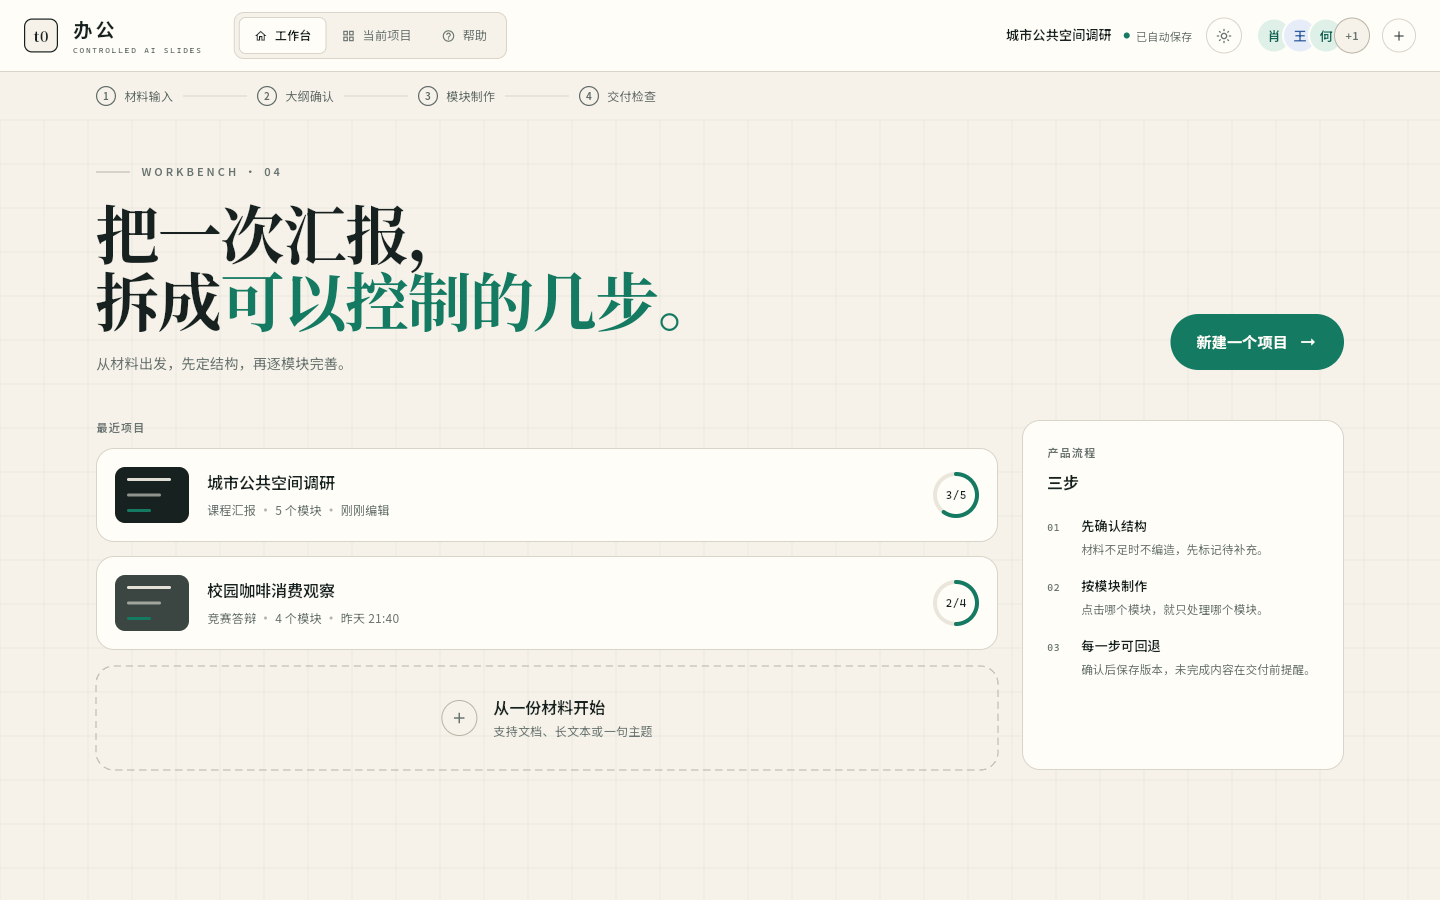 t0
办公
CONTROLLED AI SLIDES
工作台
当前项目
帮助
城市公共空间调研
已自动保存
肖
王
何
+1
+
1 材料输入
2 大纲确认
3 模块制作
4 交付检查
WORKBENCH · 04
把一次汇报，
拆成可以控制的几步。
从材料出发，先定结构，再逐模块完善。
新建一个项目 →
最近项目
城市公共空间调研
课程汇报 · 5 个模块 · 刚刚编辑
3/5
校园咖啡消费观察
竞赛答辩 · 4 个模块 · 昨天 21:40
2/4
+
从一份材料开始
支持文档、长文本或一句主题
产品流程
三步
01 先确认结构
材料不足时不编造，先标记待补充。
02 按模块制作
点击哪个模块，就只处理哪个模块。
03 每一步可回退
确认后保存版本，未完成内容在交付前提醒。